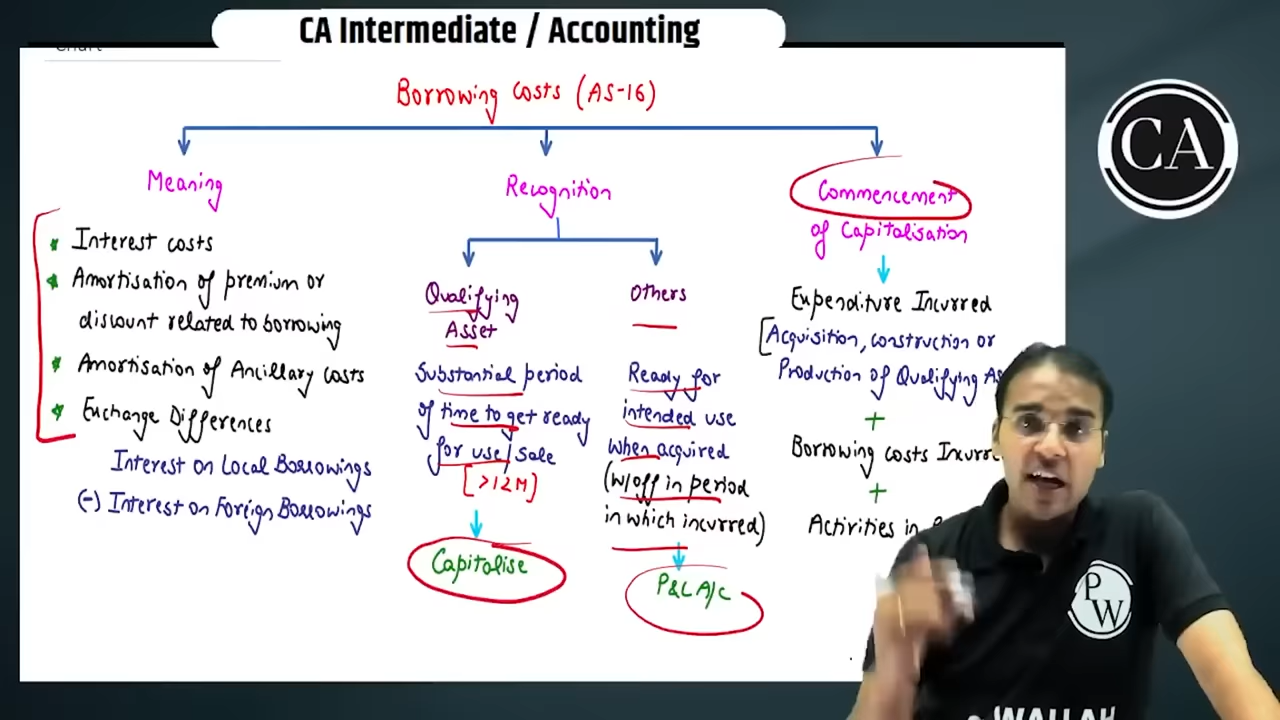 CA Intermediate / Accounting
Chart
Borrowing Costs (AS-16)
Meaning
Interest costs
Amortisation of premium or
discount related to borrowing
Amortisation of Ancillary costs
Exchange Differences
Interest on Local Borrowings
(-) Interest on Foreign Borrowings
Recognition
Qualifying
Asset
Substantial period
of time to get ready
for use/sale
[>12M]
Capitalise
Others
Ready for
intended use
when acquired
(W/off in period
in which incurred)
P&L A/c
Commencement
of Capitalisation
Expenditure Incurred
[Acquisition, construction or
Production of Qualifying As
+
Borrowing costs Incurr
+
Activities in
CA
PW
WALLAH